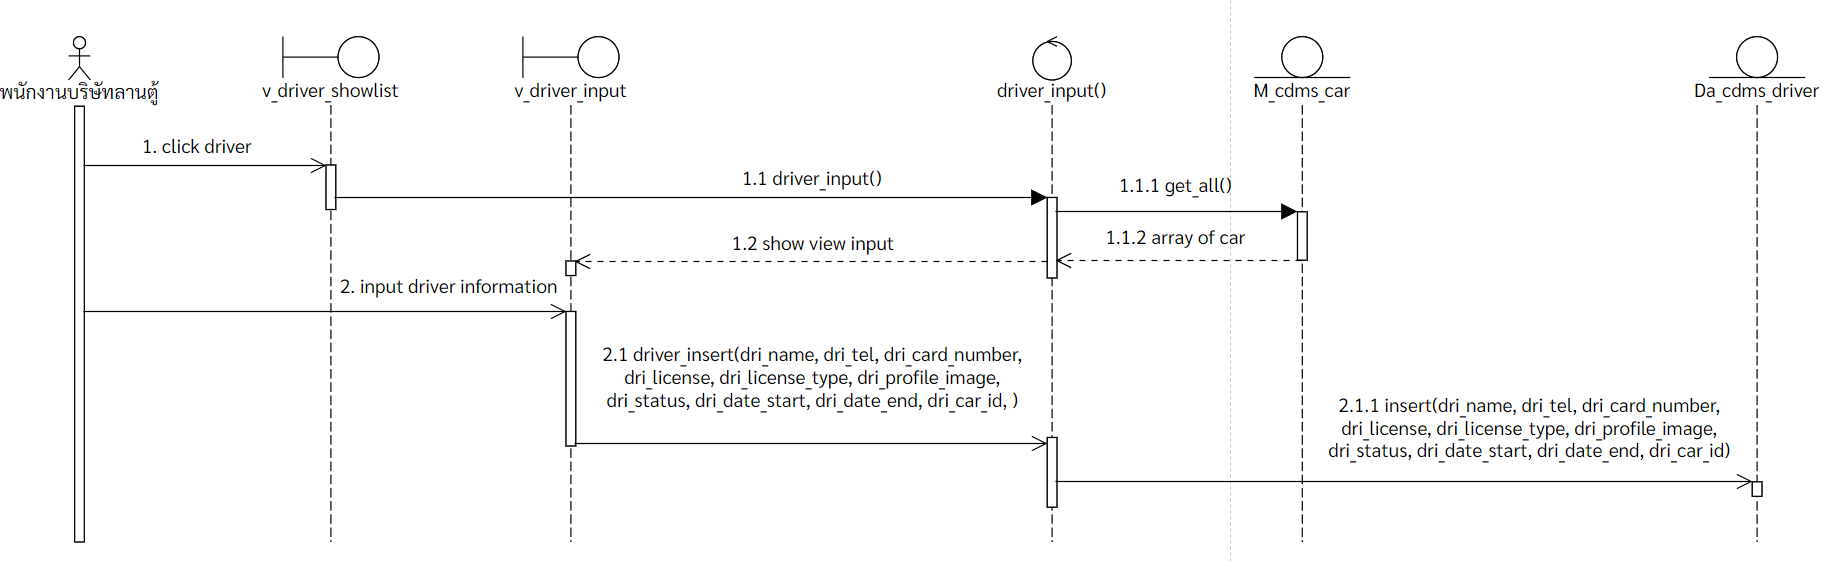 พนักงานบริษัทลานตู้
v_driver_showlist
v_driver_input
driver_input()
M_cdms_car
Da_cdms_driver
1. click driver
1.1 driver_input()
1.1.1 get_all()
1.1.2 array of car
1.2 show view input
2. input driver information
2.1 driver_insert(dri_name, dri_tel, dri_card_number,
dri_license, dri_license_type, dri_profile_image,
dri_status, dri_date_start, dri_date_end, dri_car_id, )
2.1.1 insert(dri_name, dri_tel, dri_card_number,
dri_license, dri_license_type, dri_profile_image,
dri_status, dri_date_start, dri_date_end, dri_car_id)